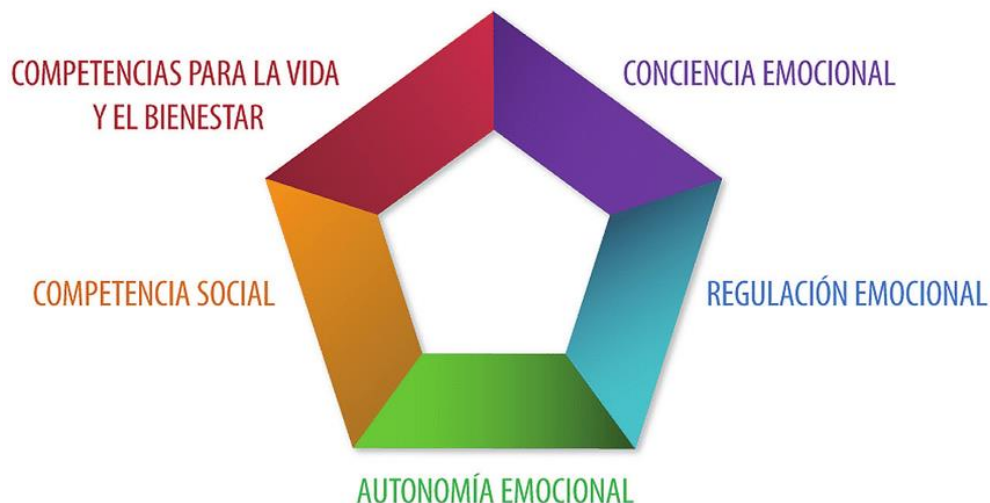 COMPETENCIAS PARA LA VIDA
Y EL BIENESTAR
CONCIENCIA EMOCIONAL
COMPETENCIA SOCIAL
REGULACIÓN EMOCIONAL
AUTONOMÍA EMOCIONAL